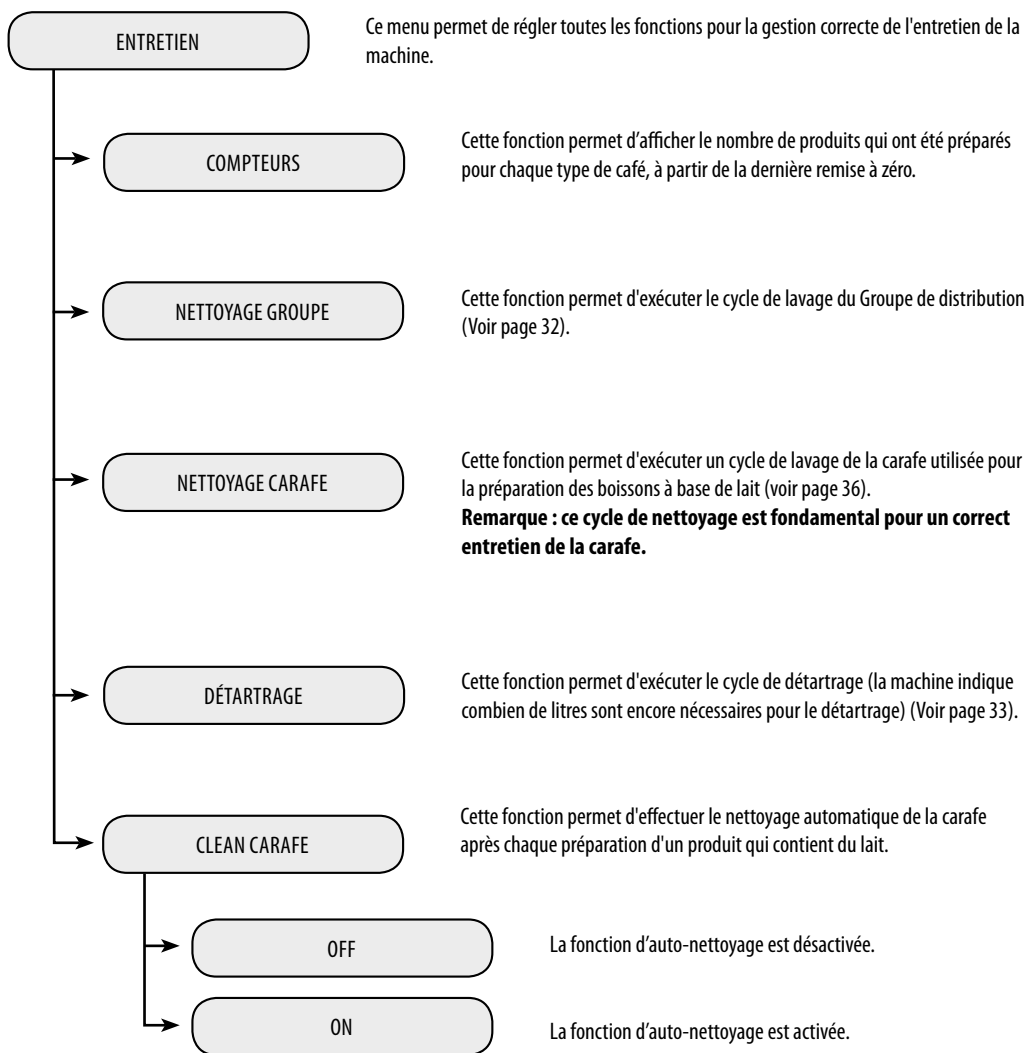 ENTRETIEN
Ce menu permet de régler toutes les fonctions pour la gestion correcte de l'entretien de la
machine.
COMPTEURS
Cette fonction permet d’afficher le nombre de produits qui ont été préparés
pour chaque type de café, à partir de la dernière remise à zéro.
NETTOYAGE GROUPE
Cette fonction permet d'exécuter le cycle de lavage du Groupe de distribution
(Voir page 32).
NETTOYAGE CARAFE
Cette fonction permet d'exécuter un cycle de lavage de la carafe utilisée pour
la préparation des boissons à base de lait (voir page 36).
Remarque : ce cycle de nettoyage est fondamental pour un correct
entretien de la carafe.
DÉTARTRAGE
Cette fonction permet d'exécuter le cycle de détartrage (la machine indique
combien de litres sont encore nécessaires pour le détartrage) (Voir page 33).
CLEAN CARAFE
Cette fonction permet d'effectuer le nettoyage automatique de la carafe
après chaque préparation d'un produit qui contient du lait.
OFF
La fonction d’auto-nettoyage est désactivée.
ON
La fonction d’auto-nettoyage est activée.